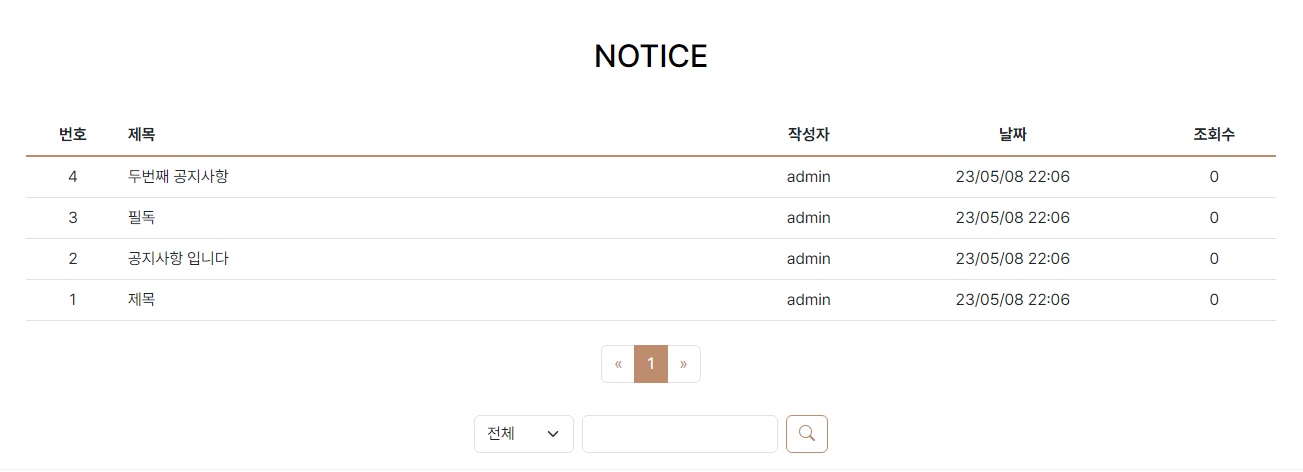 NOTICE
번호 제목 작성자 날짜 조회수
4 두번째 공지사항 admin 23/05/08 22:06 0
3 필독 admin 23/05/08 22:06 0
2 공지사항 입니다 admin 23/05/08 22:06 0
1 제목 admin 23/05/08 22:06 0
« 1 »
전체